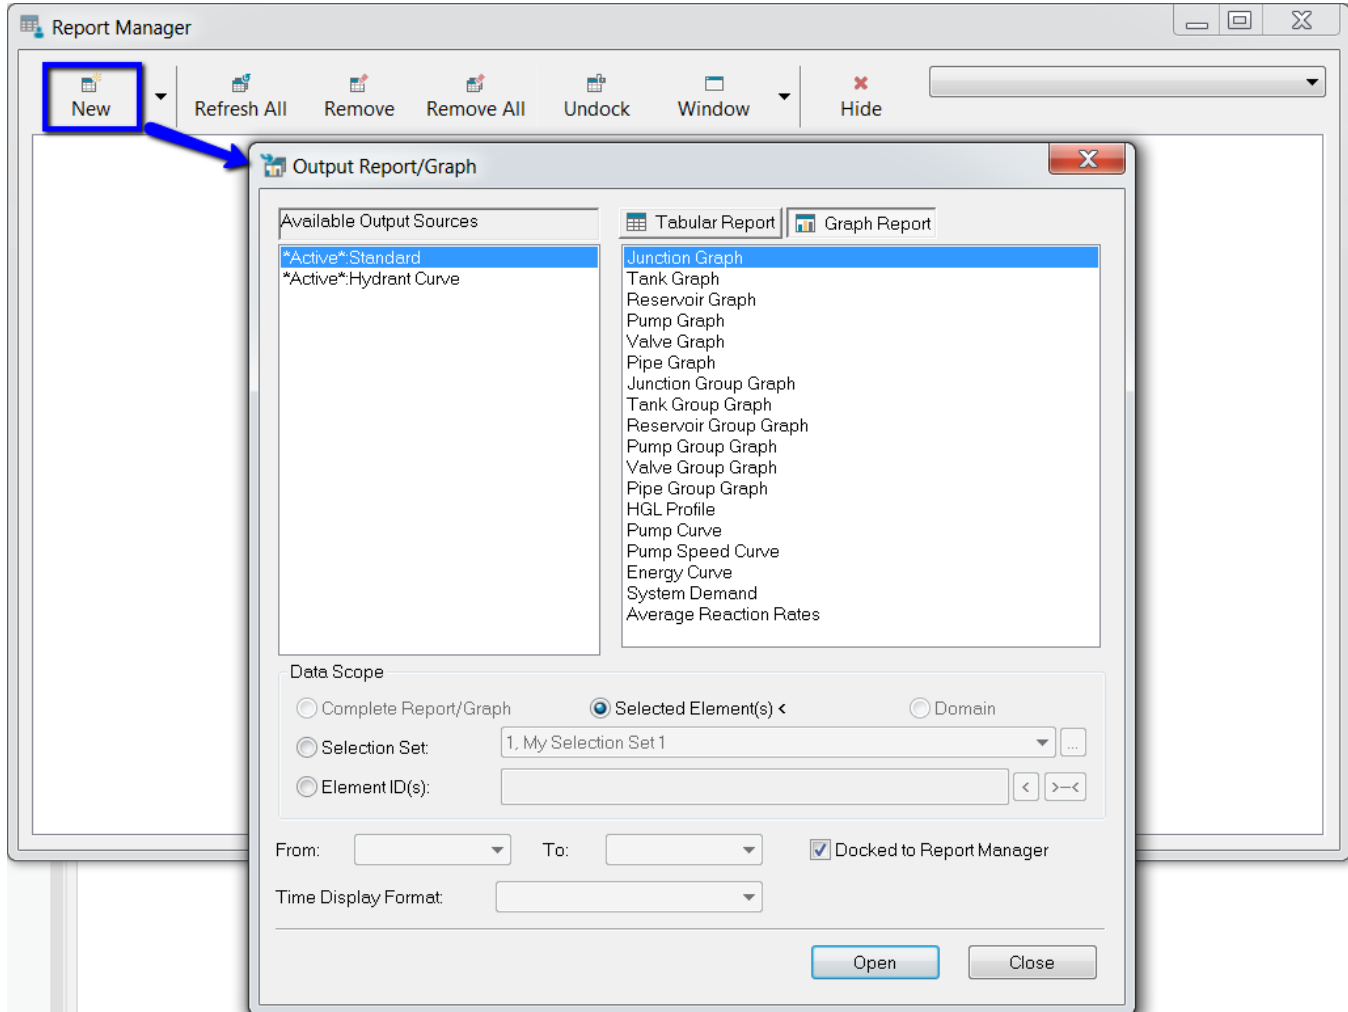 Report Manager
New
Refresh All
Remove
Remove All
Undock
Window
Hide
Output Report/Graph
Available Output Sources
Tabular Report
Graph Report
*Active*:Standard
*Active*:Hydrant Curve
Junction Graph
Tank Graph
Reservoir Graph
Pump Graph
Valve Graph
Pipe Graph
Junction Group Graph
Tank Group Graph
Reservoir Group Graph
Pump Group Graph
Valve Group Graph
Pipe Group Graph
HGL Profile
Pump Curve
Pump Speed Curve
Energy Curve
System Demand
Average Reaction Rates
Data Scope
Complete Report/Graph
Selected Element(s) <
Domain
Selection Set:
1, My Selection Set 1
...
Element ID(s):
<
>–<
From:
To:
Docked to Report Manager
Time Display Format:
Open
Close